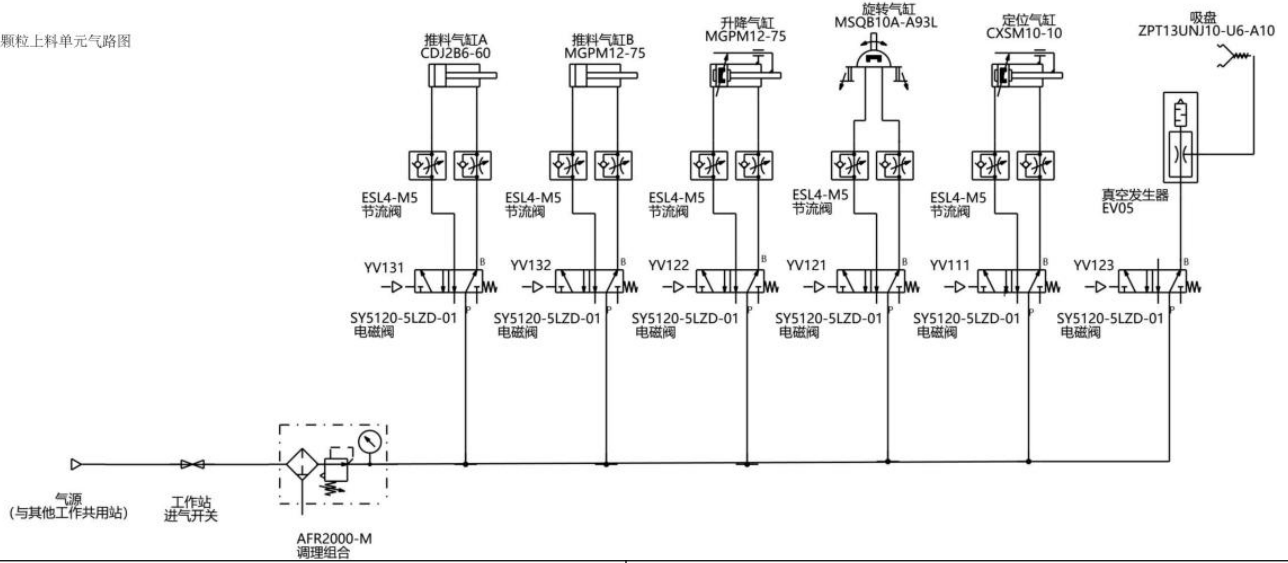 颗粒上料单元气路图
推料气缸A
CDJ2B6-60
推料气缸B
MGPM12-75
升降气缸
MGPM12-75
旋转气缸
MSQB10A-A93L
定位气缸
CXSM10-10
吸盘
ZPT13UNJ10-U6-A10
ESL4-M5
节流阀
ESL4-M5
节流阀
ESL4-M5
节流阀
ESL4-M5
节流阀
ESL4-M5
节流阀
真空发生器
EV05
YV131
B
YV132
B
YV122
B
YV121
B
YV111
B
YV123
B
P
P
P
P
P
P
SY5120-5LZD-01
电磁阀
SY5120-5LZD-01
电磁阀
SY5120-5LZD-01
电磁阀
SY5120-5LZD-01
电磁阀
SY5120-5LZD-01
电磁阀
SY5120-5LZD-01
电磁阀
气源
(与其他工作共用站)
工作站
进气开关
AFR2000-M
调理组合